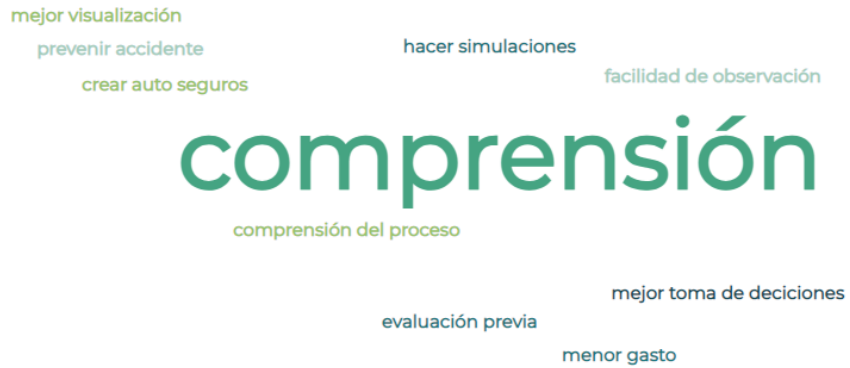 mejor visualización
prevenir accidente
hacer simulaciones
facilidad de observación
crear auto seguros
comprensión
comprensión del proceso
mejor toma de deciciones
evaluación previa
menor gasto